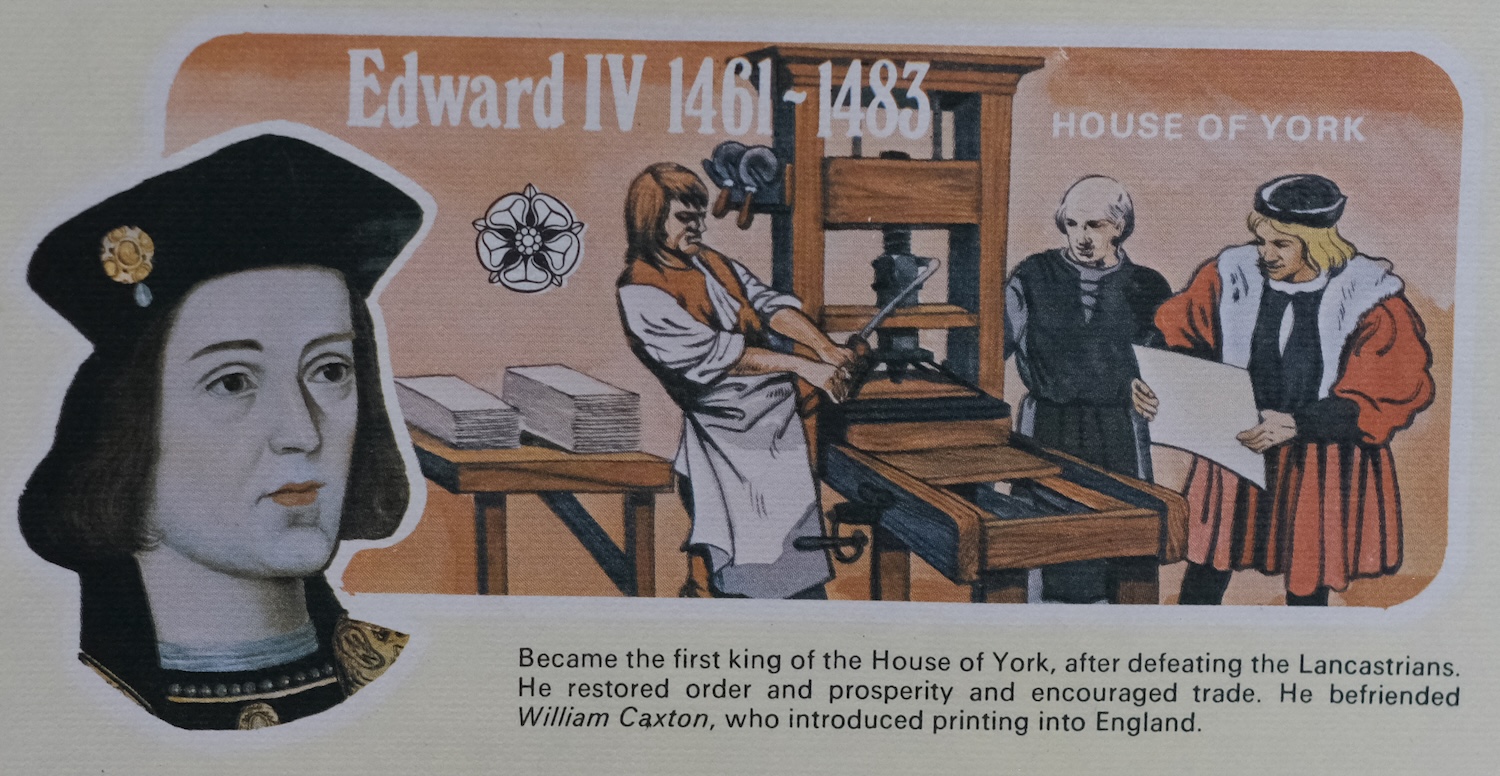 Edward IV 1461-1483
HOUSE OF YORK
Became the first king of the House of York, after defeating the Lancastrians.
He restored order and prosperity and encouraged trade. He befriended
William Caxton, who introduced printing into England.